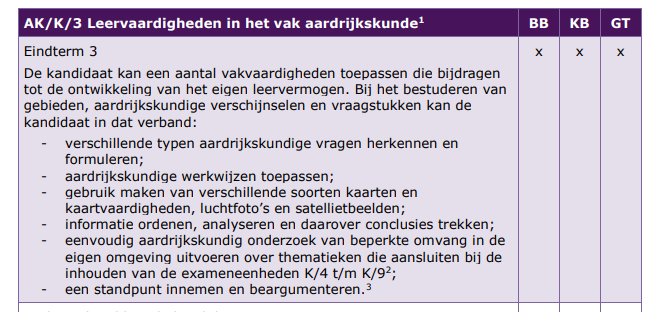 AK/K/3 Leervaardigheden in het vak aardrijkskunde¹ BB KB GT
Eindterm 3 x x x
De kandidaat kan een aantal vakvaardigheden toepassen die bijdragen
tot de ontwikkeling van het eigen leervermogen. Bij het bestuderen van
gebieden, aardrijkskundige verschijnselen en vraagstukken kan de
kandidaat in dat verband:
- verschillende typen aardrijkskundige vragen herkennen en
formuleren;
- aardrijkskundige werkwijzen toepassen;
- gebruik maken van verschillende soorten kaarten en
kaartvaardigheden, luchtfoto's en satellietbeelden;
- informatie ordenen, analyseren en daarover conclusies trekken;
- eenvoudig aardrijkskundig onderzoek van beperkte omvang in de
eigen omgeving uitvoeren over thematieken die aansluiten bij de
inhouden van de exameneenheden K/4 t/m K/9²;
- een standpunt innemen en beargumenteren.³